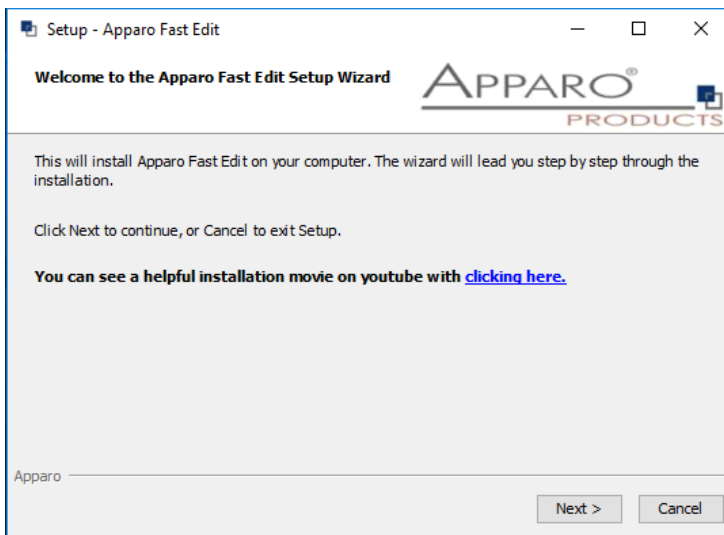 Setup - Apparo Fast Edit
Welcome to the Apparo Fast Edit Setup Wizard
APPARO®
PRODUCTS
This will install Apparo Fast Edit on your computer. The wizard will lead you step by step through the
installation.
Click Next to continue, or Cancel to exit Setup.
You can see a helpful installation movie on youtube with clicking here.
Apparo
Next >
Cancel